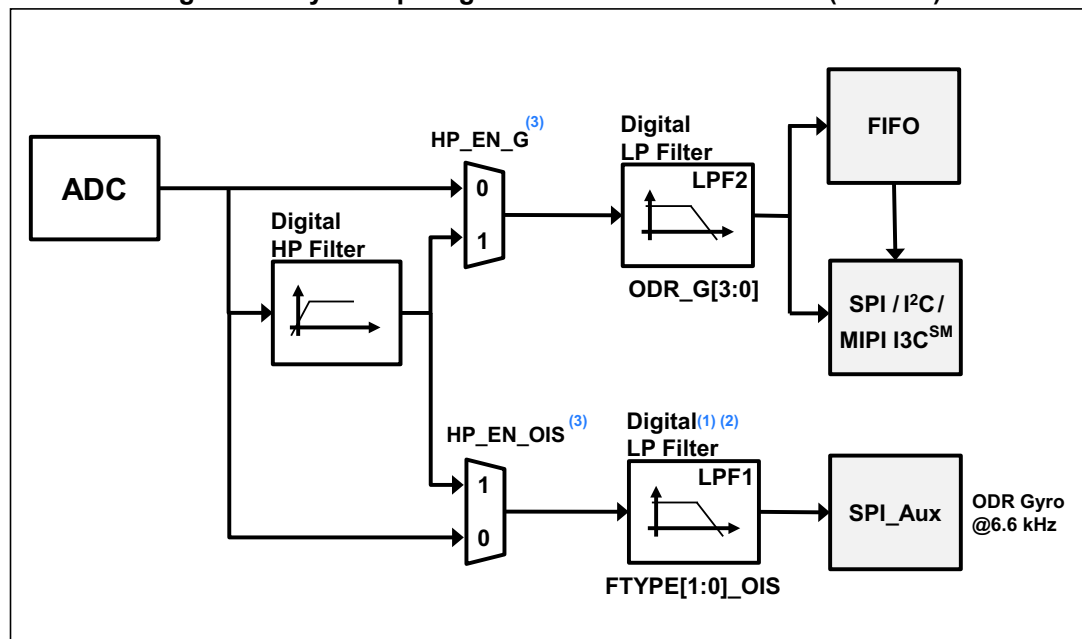 ADC
HP_EN_G(3)
0
1
Digital
HP Filter
Digital
LP Filter
LPF2
ODR_G[3:0]
FIFO
SPI / I²C /
MIPI I3CSM
HP_EN_OIS (3)
1
0
Digital(1) (2)
LP Filter
LPF1
FTYPE[1:0]_OIS
SPI_Aux
ODR Gyro
@6.6 kHz